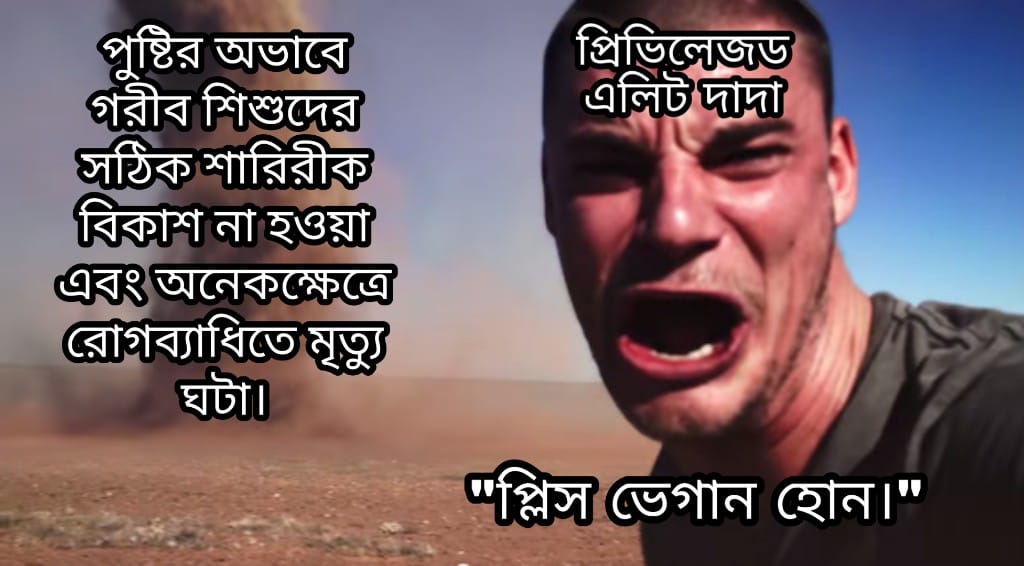 পুষ্টির অভাবে
গরীব শিশুদের
সঠিক শারিরীক
বিকাশ না হওয়া
এবং অনেকক্ষেত্রে
রোগব্যাধিতে মৃত্যু
ঘটা।
প্রিভিলেজড
এলিট দাদা
"প্লিস ভেগান হোন।"